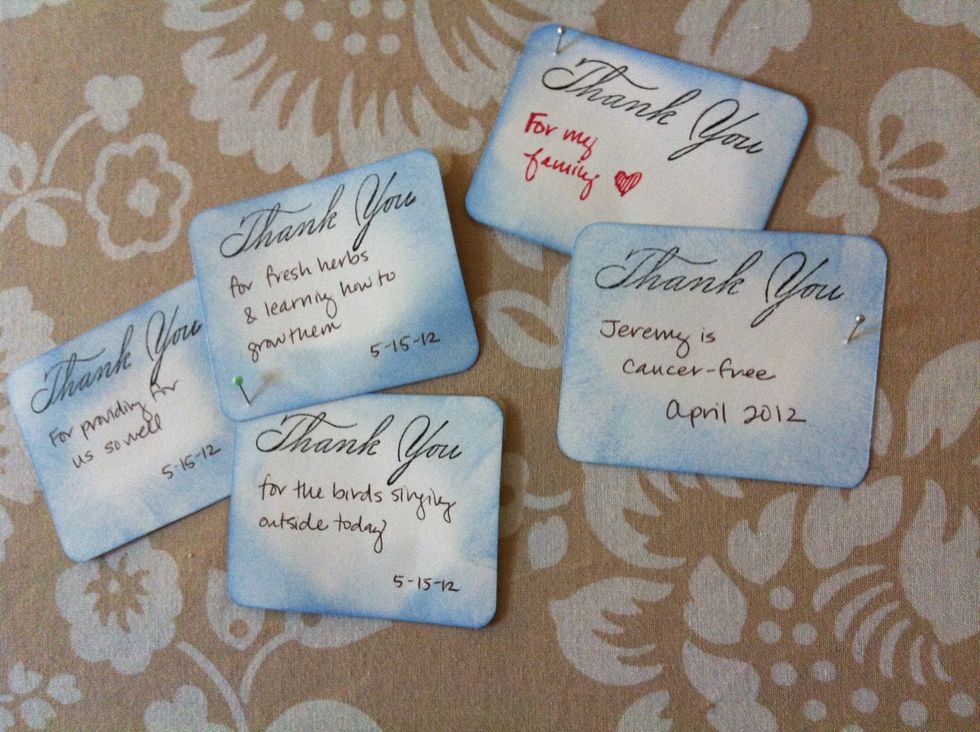 Thank You
For my
family
Thank You
for fresh herbs
& learning how to
grow them
5-15-12
Thank You
Jeremy is
cancer-free
April 2012
Thank You
For providing for
us so well
5-15-12
Thank You
for the birds singing
outside today
5-15-12